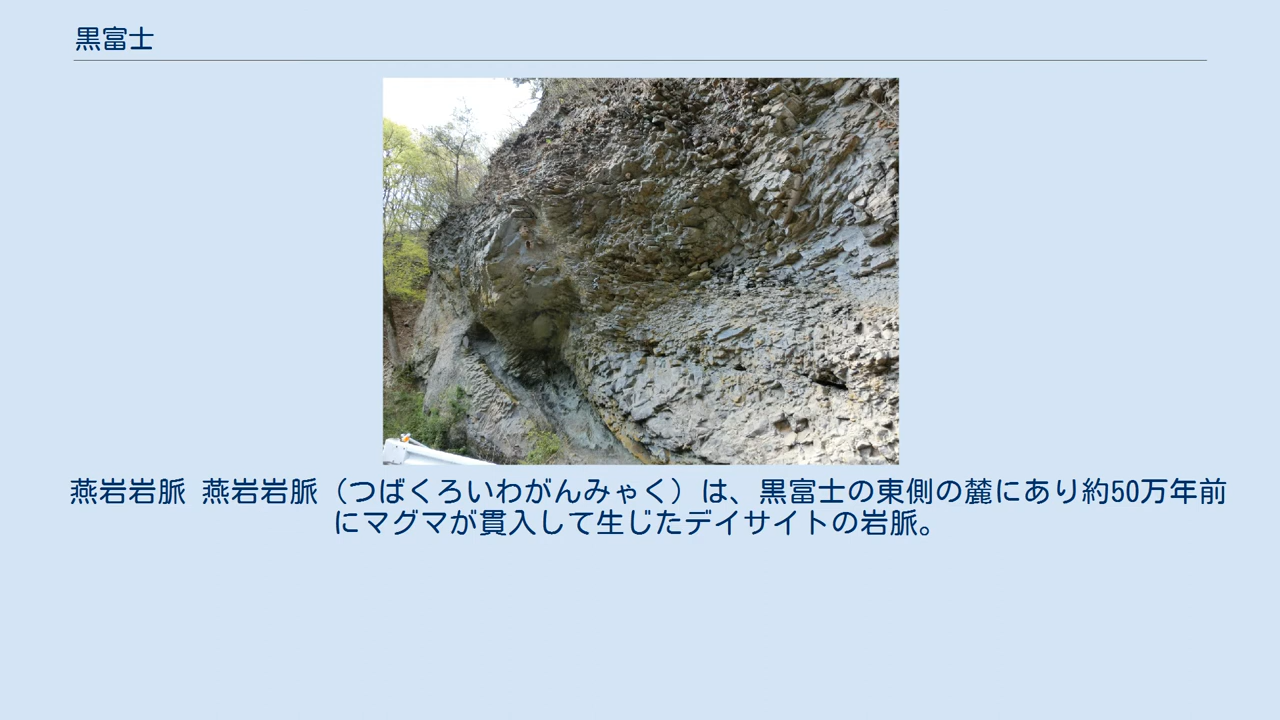 黒富士
燕岩岩脈 燕岩岩脈（つばくろいわがんみゃく）は、黒富士の東側の麓にあり約50万年前
にマグマが貫入して生じたデイサイトの岩脈。